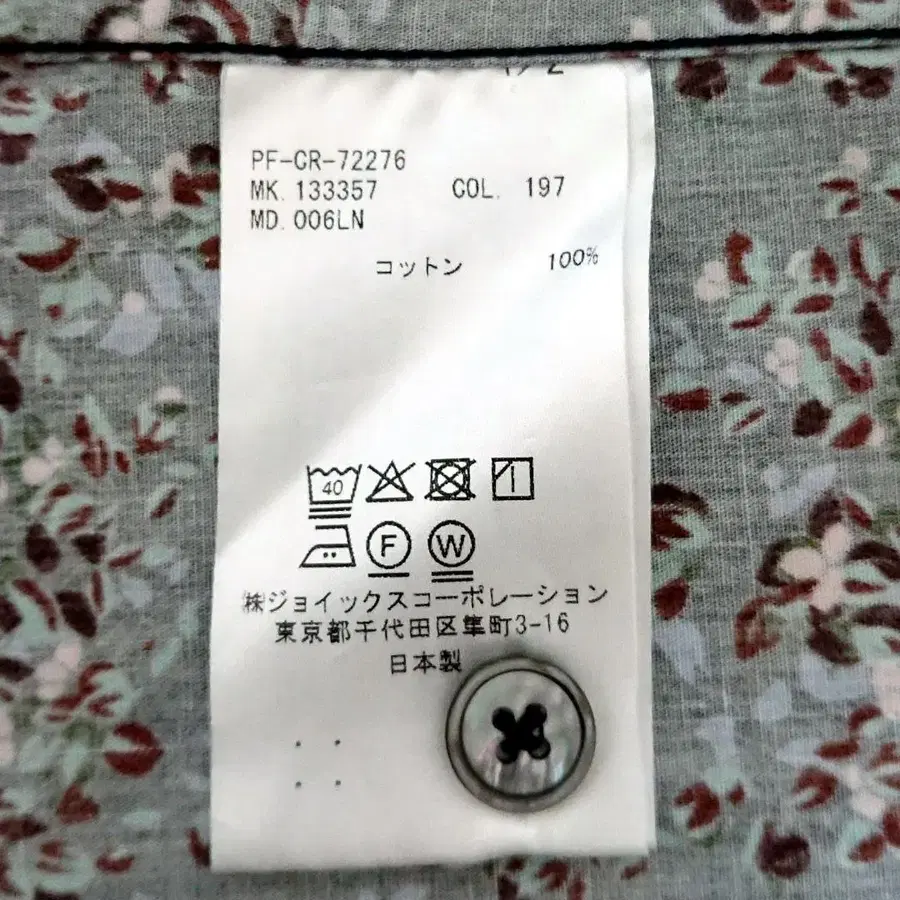 PF-CR-72276
MK. 133357 COL. 197
MD. 006LN
コットン 100%
40
F W
㈱ジョイックスコーポレーション
東京都千代田区隼町3-16
日本製